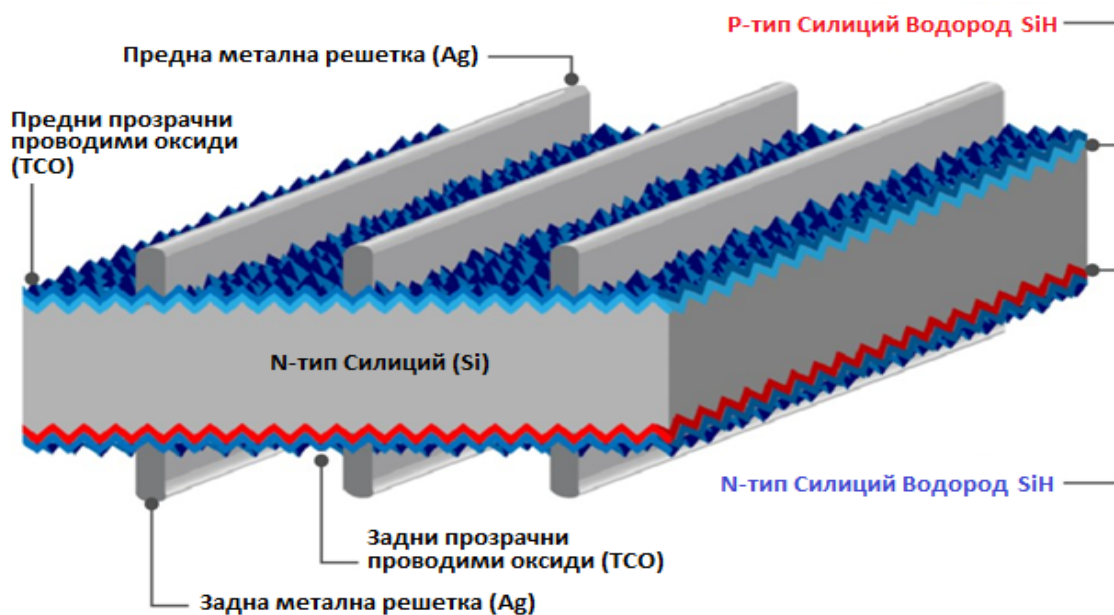 P-тип Силиций Водород SiH
Предна метална решетка (Ag)
Предни прозрачни
проводими оксиди
(TCO)
N-тип Силиций (Si)
N-тип Силиций Водород SiH
Задни прозрачни
проводими оксиди (TCO)
Задна метална решетка (Ag)